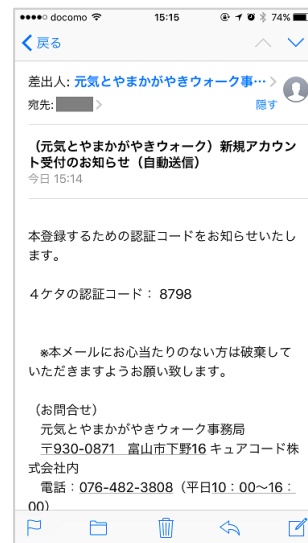 docomo 15:15 74%
戻る
差出人: 元気とやまかがやきウォーク事…
宛先:
隠す
（元気とやまかがやきウォーク）新規アカウン
ト受付のお知らせ（自動送信）
今日 15:14
本登録するための認証コードをお知らせいたし
ます。
４ケタの認証コード： 8798
※本メールにお心当たりのない方は破棄して
いただきますようお願い致します。
（お問合せ）
元気とやまかがやきウォーク事務局
〒930-0871　富山市下野16 キュアコード株
式会社内
電話：076-482-3808（平日10：00〜16：
00）